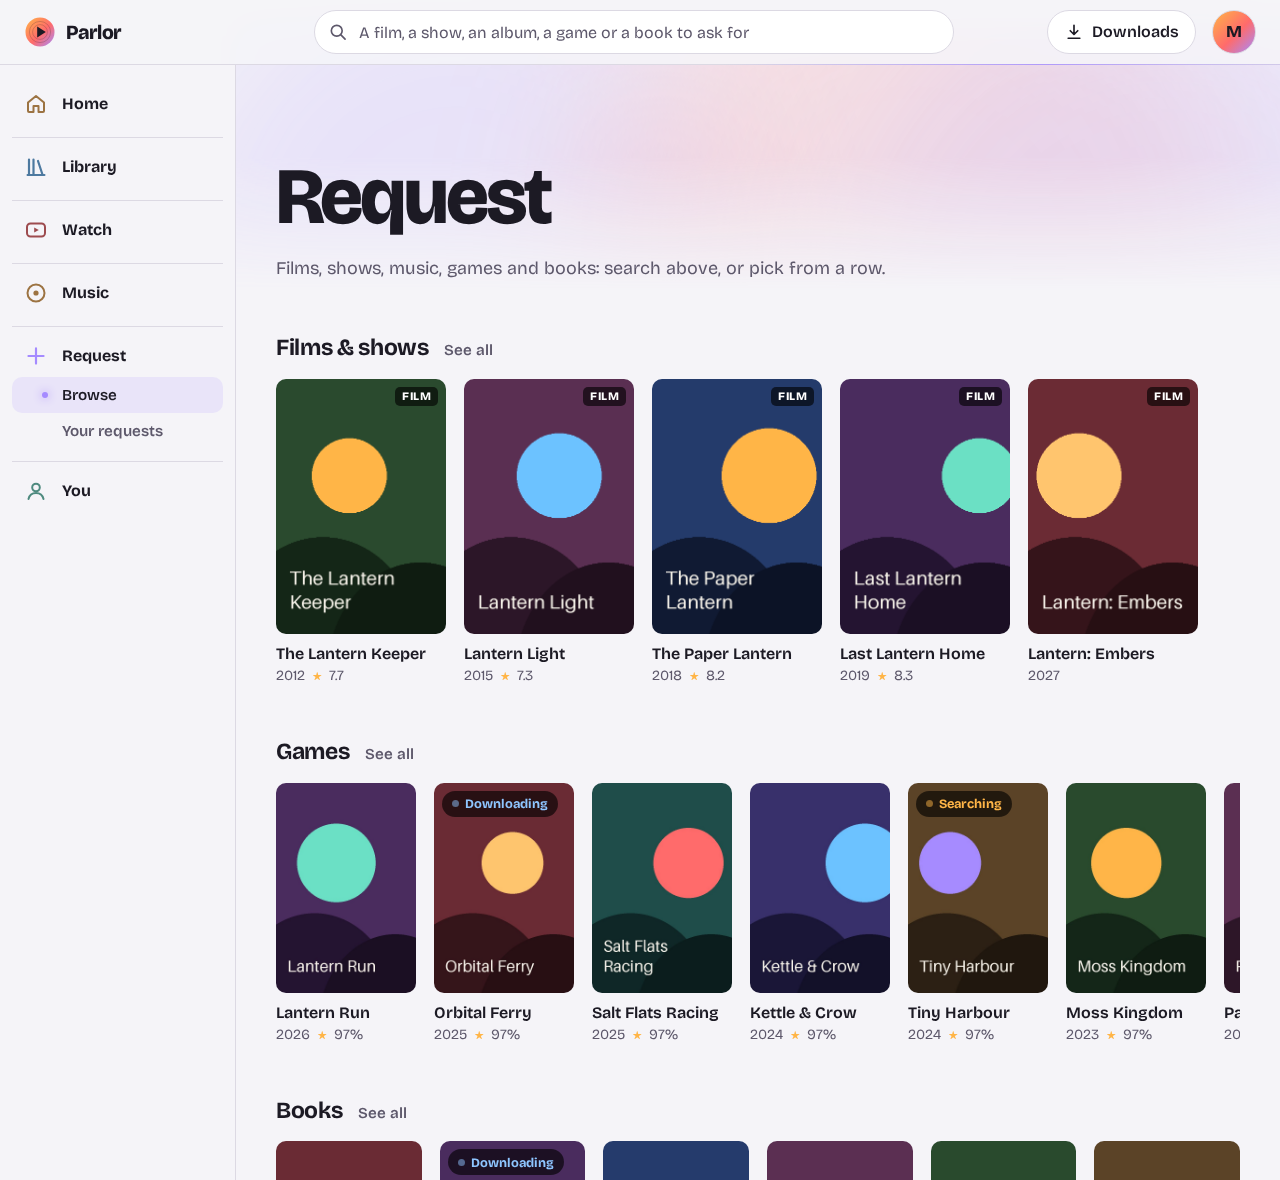 Parlor
A film, a show, an album, a game or a book to ask for
Downloads
M
Home
Library
Watch
Music
Request
Browse
Your requests
You
Request
Films, shows, music, games and books: search above, or pick from a row.
Films & shows See all
FILM FILM FILM FILM FILM
The Lantern
Keeper
Lantern Light
The Paper
Lantern
Last Lantern
Home
Lantern: Embers
The Lantern Keeper
2012 ★ 7.7
Lantern Light
2015 ★ 7.3
The Paper Lantern
2018 ★ 8.2
Last Lantern Home
2019 ★ 8.3
Lantern: Embers
2027
Games See all
Lantern Run
Lantern Run
2026 ★ 97%
Downloading
Orbital Ferry
Orbital Ferry
2025 ★ 97%
Salt Flats
Racing
Salt Flats Racing
2025 ★ 97%
Kettle & Crow
Kettle & Crow
2024 ★ 97%
Searching
Tiny Harbour
Tiny Harbour
2024 ★ 97%
Moss Kingdom
Moss Kingdom
2023 ★ 97%
Pa
20
Books See all
Downloading